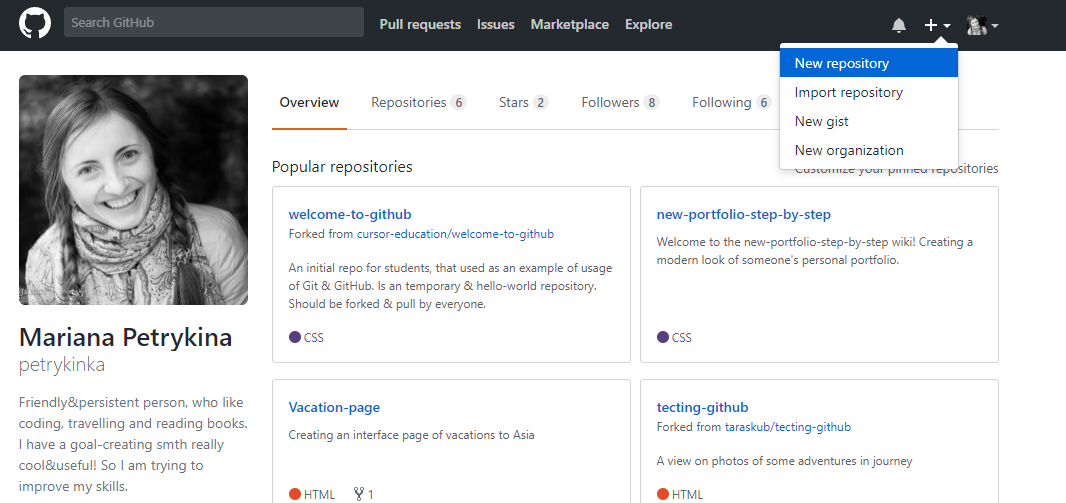 Search GitHub
Pull requests Issues Marketplace Explore
New repository
Import repository
New gist
New organization
Overview Repositories 6 Stars 2 Followers 8 Following 6
Popular repositories
Customize your pinned repositories
welcome-to-github
Forked from cursor-education/welcome-to-github
An initial repo for students, that used as an example of usage
of Git & GitHub. Is an temporary & hello-world repository.
Should be forked & pull by everyone.
CSS
new-portfolio-step-by-step
Welcome to the new-portfolio-step-by-step wiki! Creating a
modern look of someone's personal portfolio.
CSS
Mariana Petrykina
petrykinka
Friendly&persistent person, who like
coding, travelling and reading books.
I have a goal-creating smth really
cool&useful! So I am trying to
improve my skills.
Vacation-page
Creating an interface page of vacations to Asia
HTML 1
tecting-github
Forked from taraskub/tecting-github
A view on photos of some adventures in journey
HTML